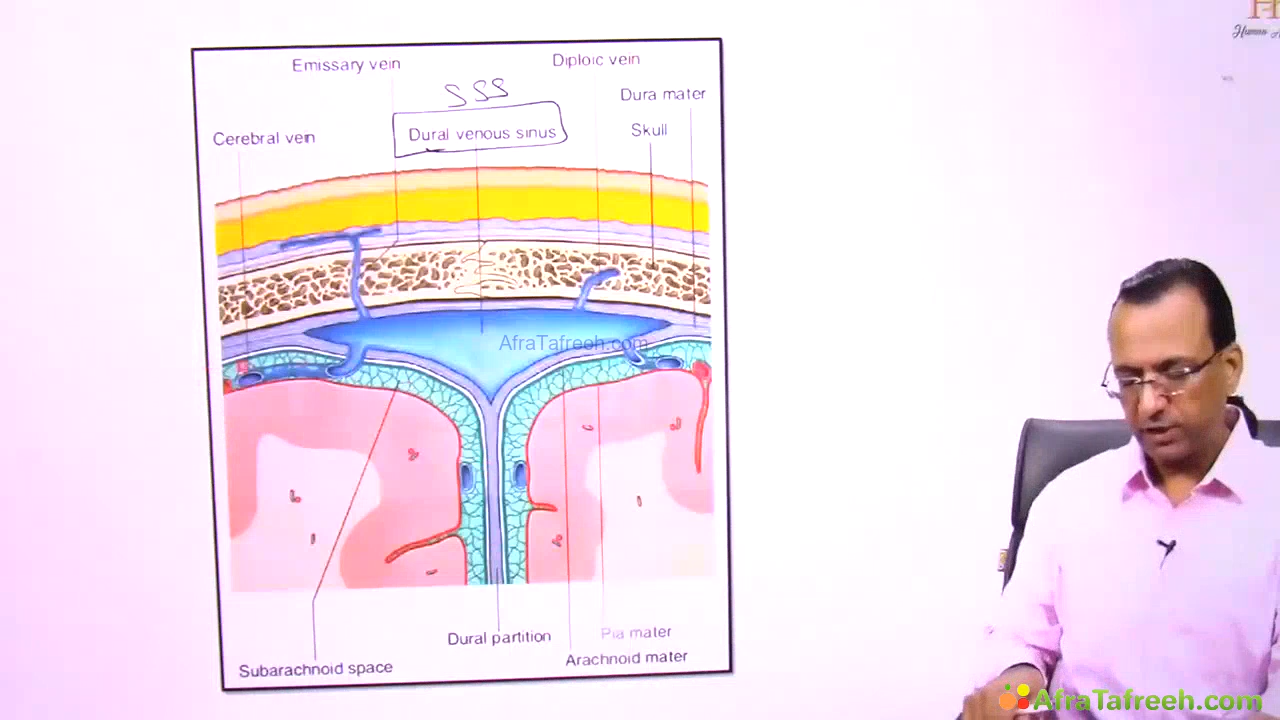 Emissary vein
Diploic vein
SSS
Dura mater
Cerebral vein
Dural venous sinus
Skull
AfraTafreeh.com
Dural partition
Pia mater
Subarachnoid space
Arachnoid mater
Human
AfraTafreeh.com